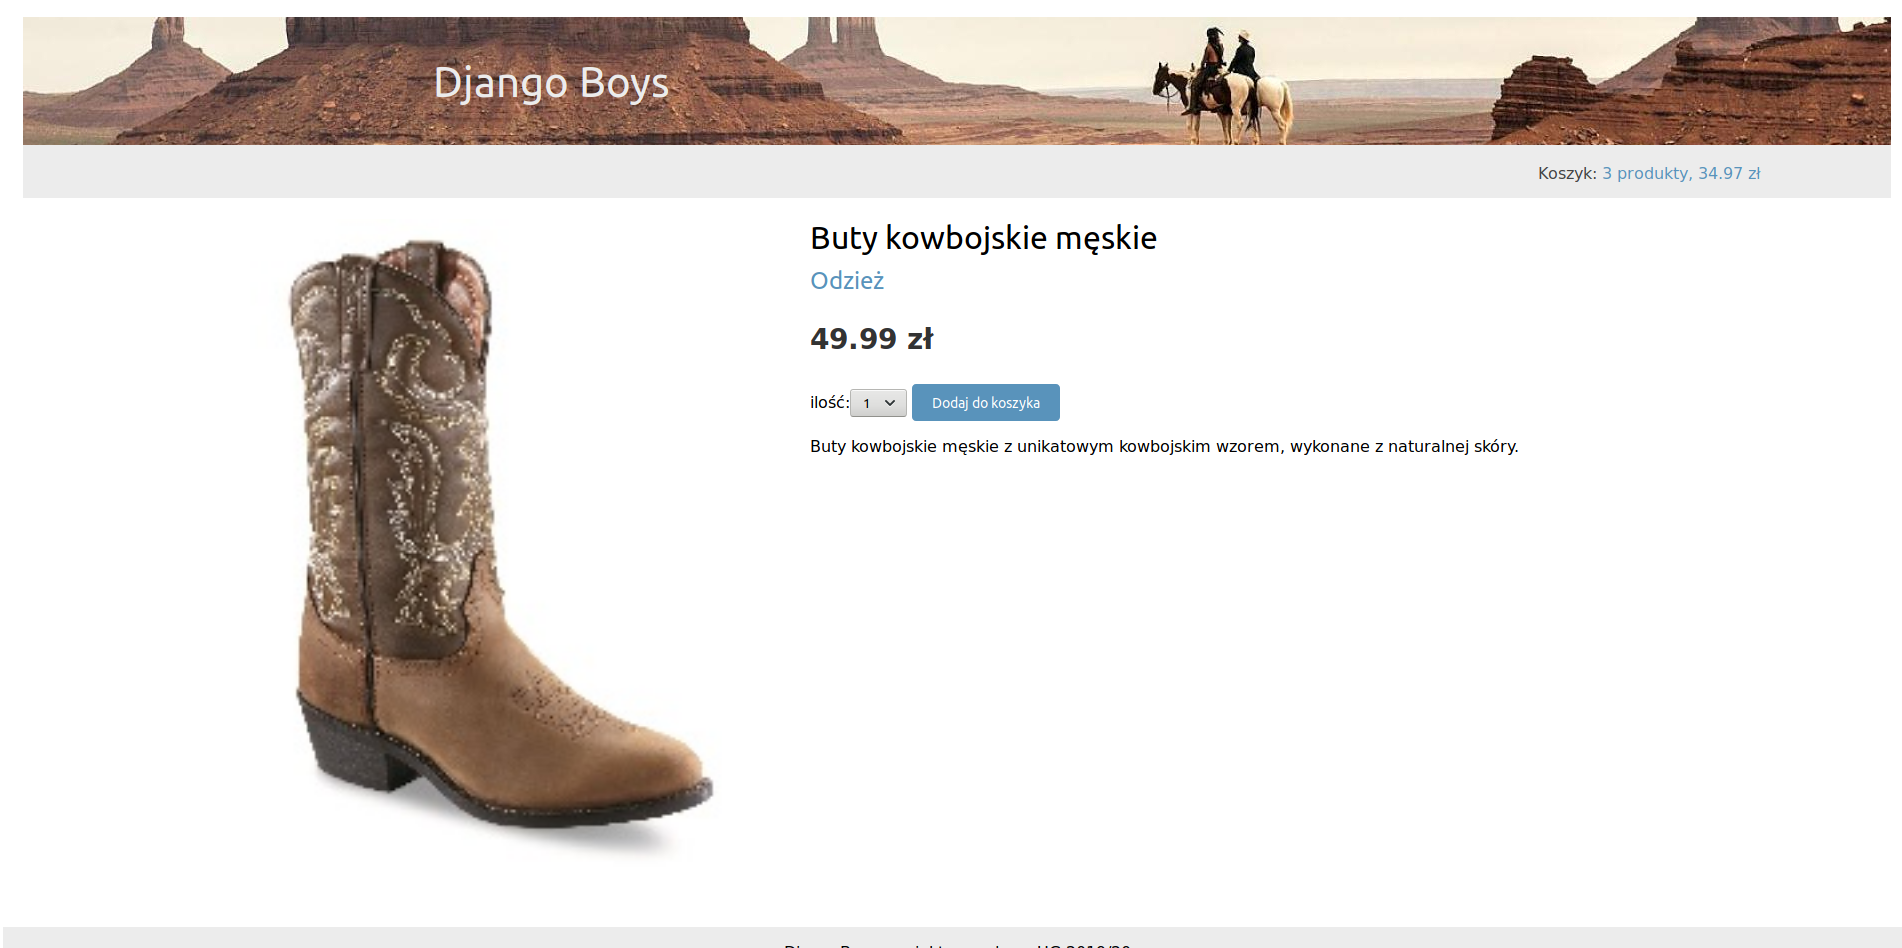 Django Boys
Koszyk: 3 produkty, 34.97 zł
Buty kowbojskie męskie
Odzież
49.99 zł
ilość: 1 Dodaj do koszyka
Buty kowbojskie męskie z unikatowym kowbojskim wzorem, wykonane z naturalnej skóry.